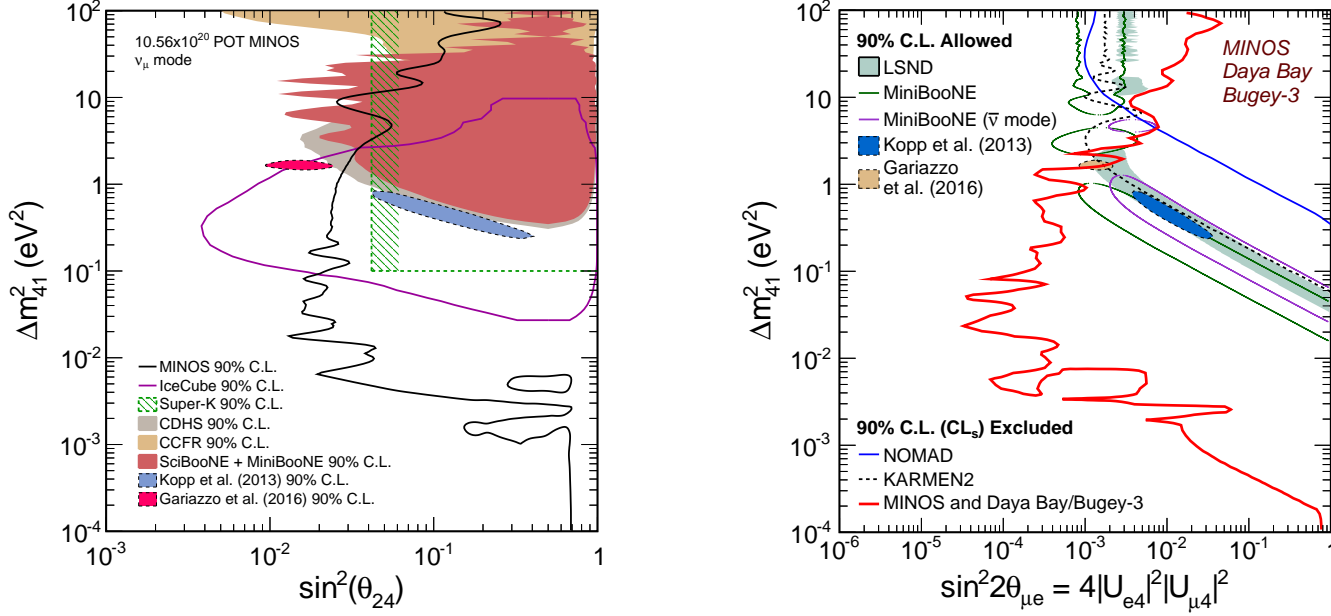 10.56x10²⁰ POT MINOS
νμ mode
MINOS 90% C.L.
IceCube 90% C.L.
Super-K 90% C.L.
CDHS 90% C.L.
CCFR 90% C.L.
SciBooNE + MiniBooNE 90% C.L.
Kopp et al. (2013) 90% C.L.
Gariazzo et al. (2016) 90% C.L.
10²
10
1
10⁻¹
10⁻²
10⁻³
10⁻⁴
Δm²₄₁ (eV²)
10⁻³
10⁻²
10⁻¹
1
sin²(θ₂₄)
90% C.L. Allowed
LSND
MiniBooNE
MiniBooNE (ν̅ mode)
Kopp et al. (2013)
Gariazzo
et al. (2016)
MINOS
Daya Bay
Bugey-3
90% C.L. (CLₛ) Excluded
NOMAD
KARMEN2
MINOS and Daya Bay/Bugey-3
10²
10
1
10⁻¹
10⁻²
10⁻³
10⁻⁴
Δm²₄₁ (eV²)
10⁻⁶
10⁻⁵
10⁻⁴
10⁻³
10⁻²
10⁻¹
1
sin²2θμe = 4|Ue4|²|Uμ4|²